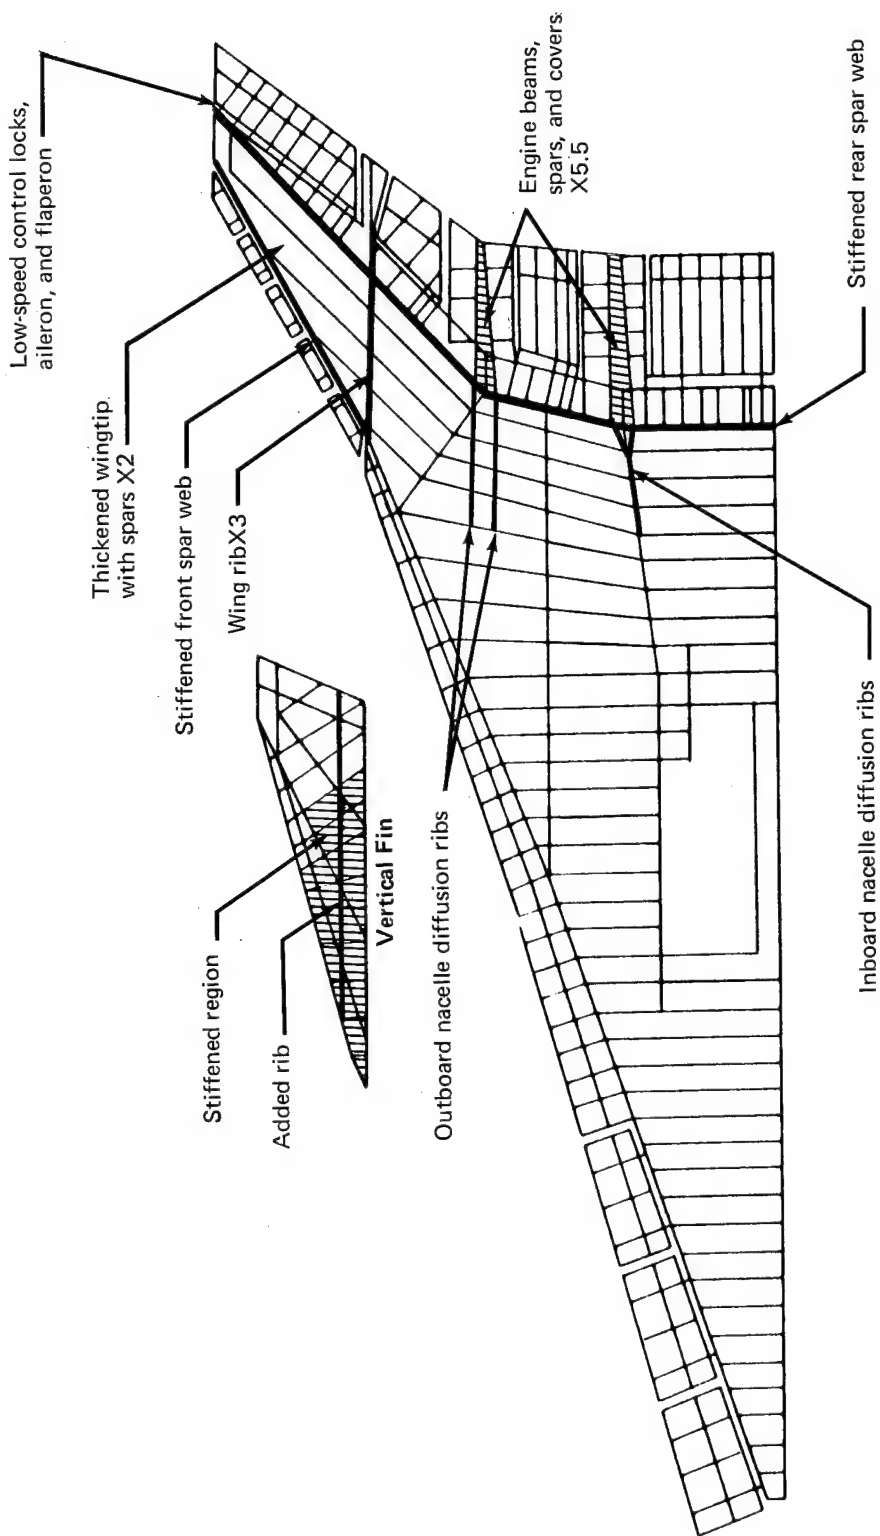 Low-speed control locks,
aileron, and flaperon
Thickened wingtip
with spars X2
Stiffened front spar web
Wing ribX3
Engine beams,
spars, and covers
X5.5
Stiffened region
Added rib
Vertical Fin
Outboard nacelle diffusion ribs
Stiffened rear spar web
Inboard nacelle diffusion ribs